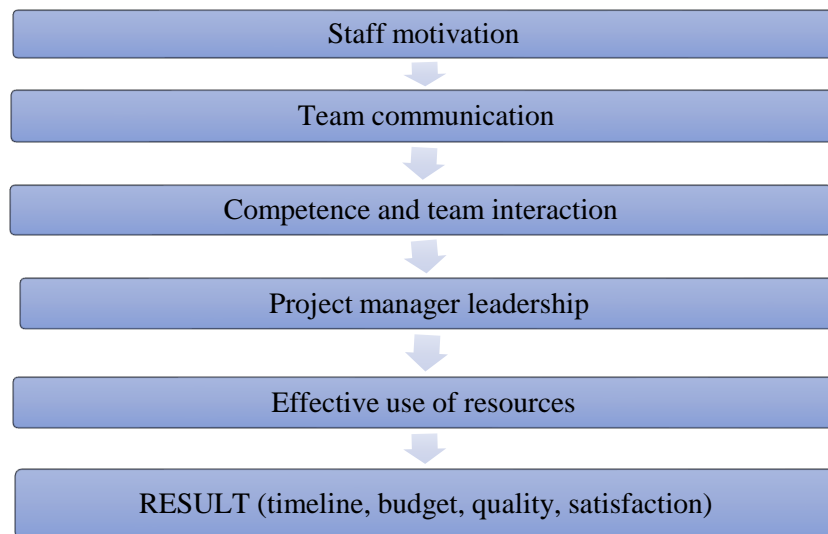 Staff motivation
Team communication
Competence and team interaction
Project manager leadership
Effective use of resources
RESULT (timeline, budget, quality, satisfaction)